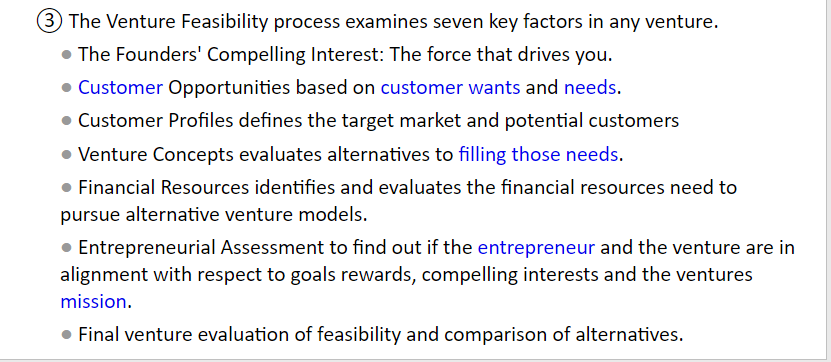 ③ The Venture Feasibility process examines seven key factors in any venture.
● The Founders' Compelling Interest: The force that drives you.
● Customer Opportunities based on customer wants and needs.
● Customer Profiles defines the target market and potential customers
● Venture Concepts evaluates alternatives to filling those needs.
● Financial Resources identifies and evaluates the financial resources need to
pursue alternative venture models.
● Entrepreneurial Assessment to find out if the entrepreneur and the venture are in
alignment with respect to goals rewards, compelling interests and the ventures
mission.
● Final venture evaluation of feasibility and comparison of alternatives.